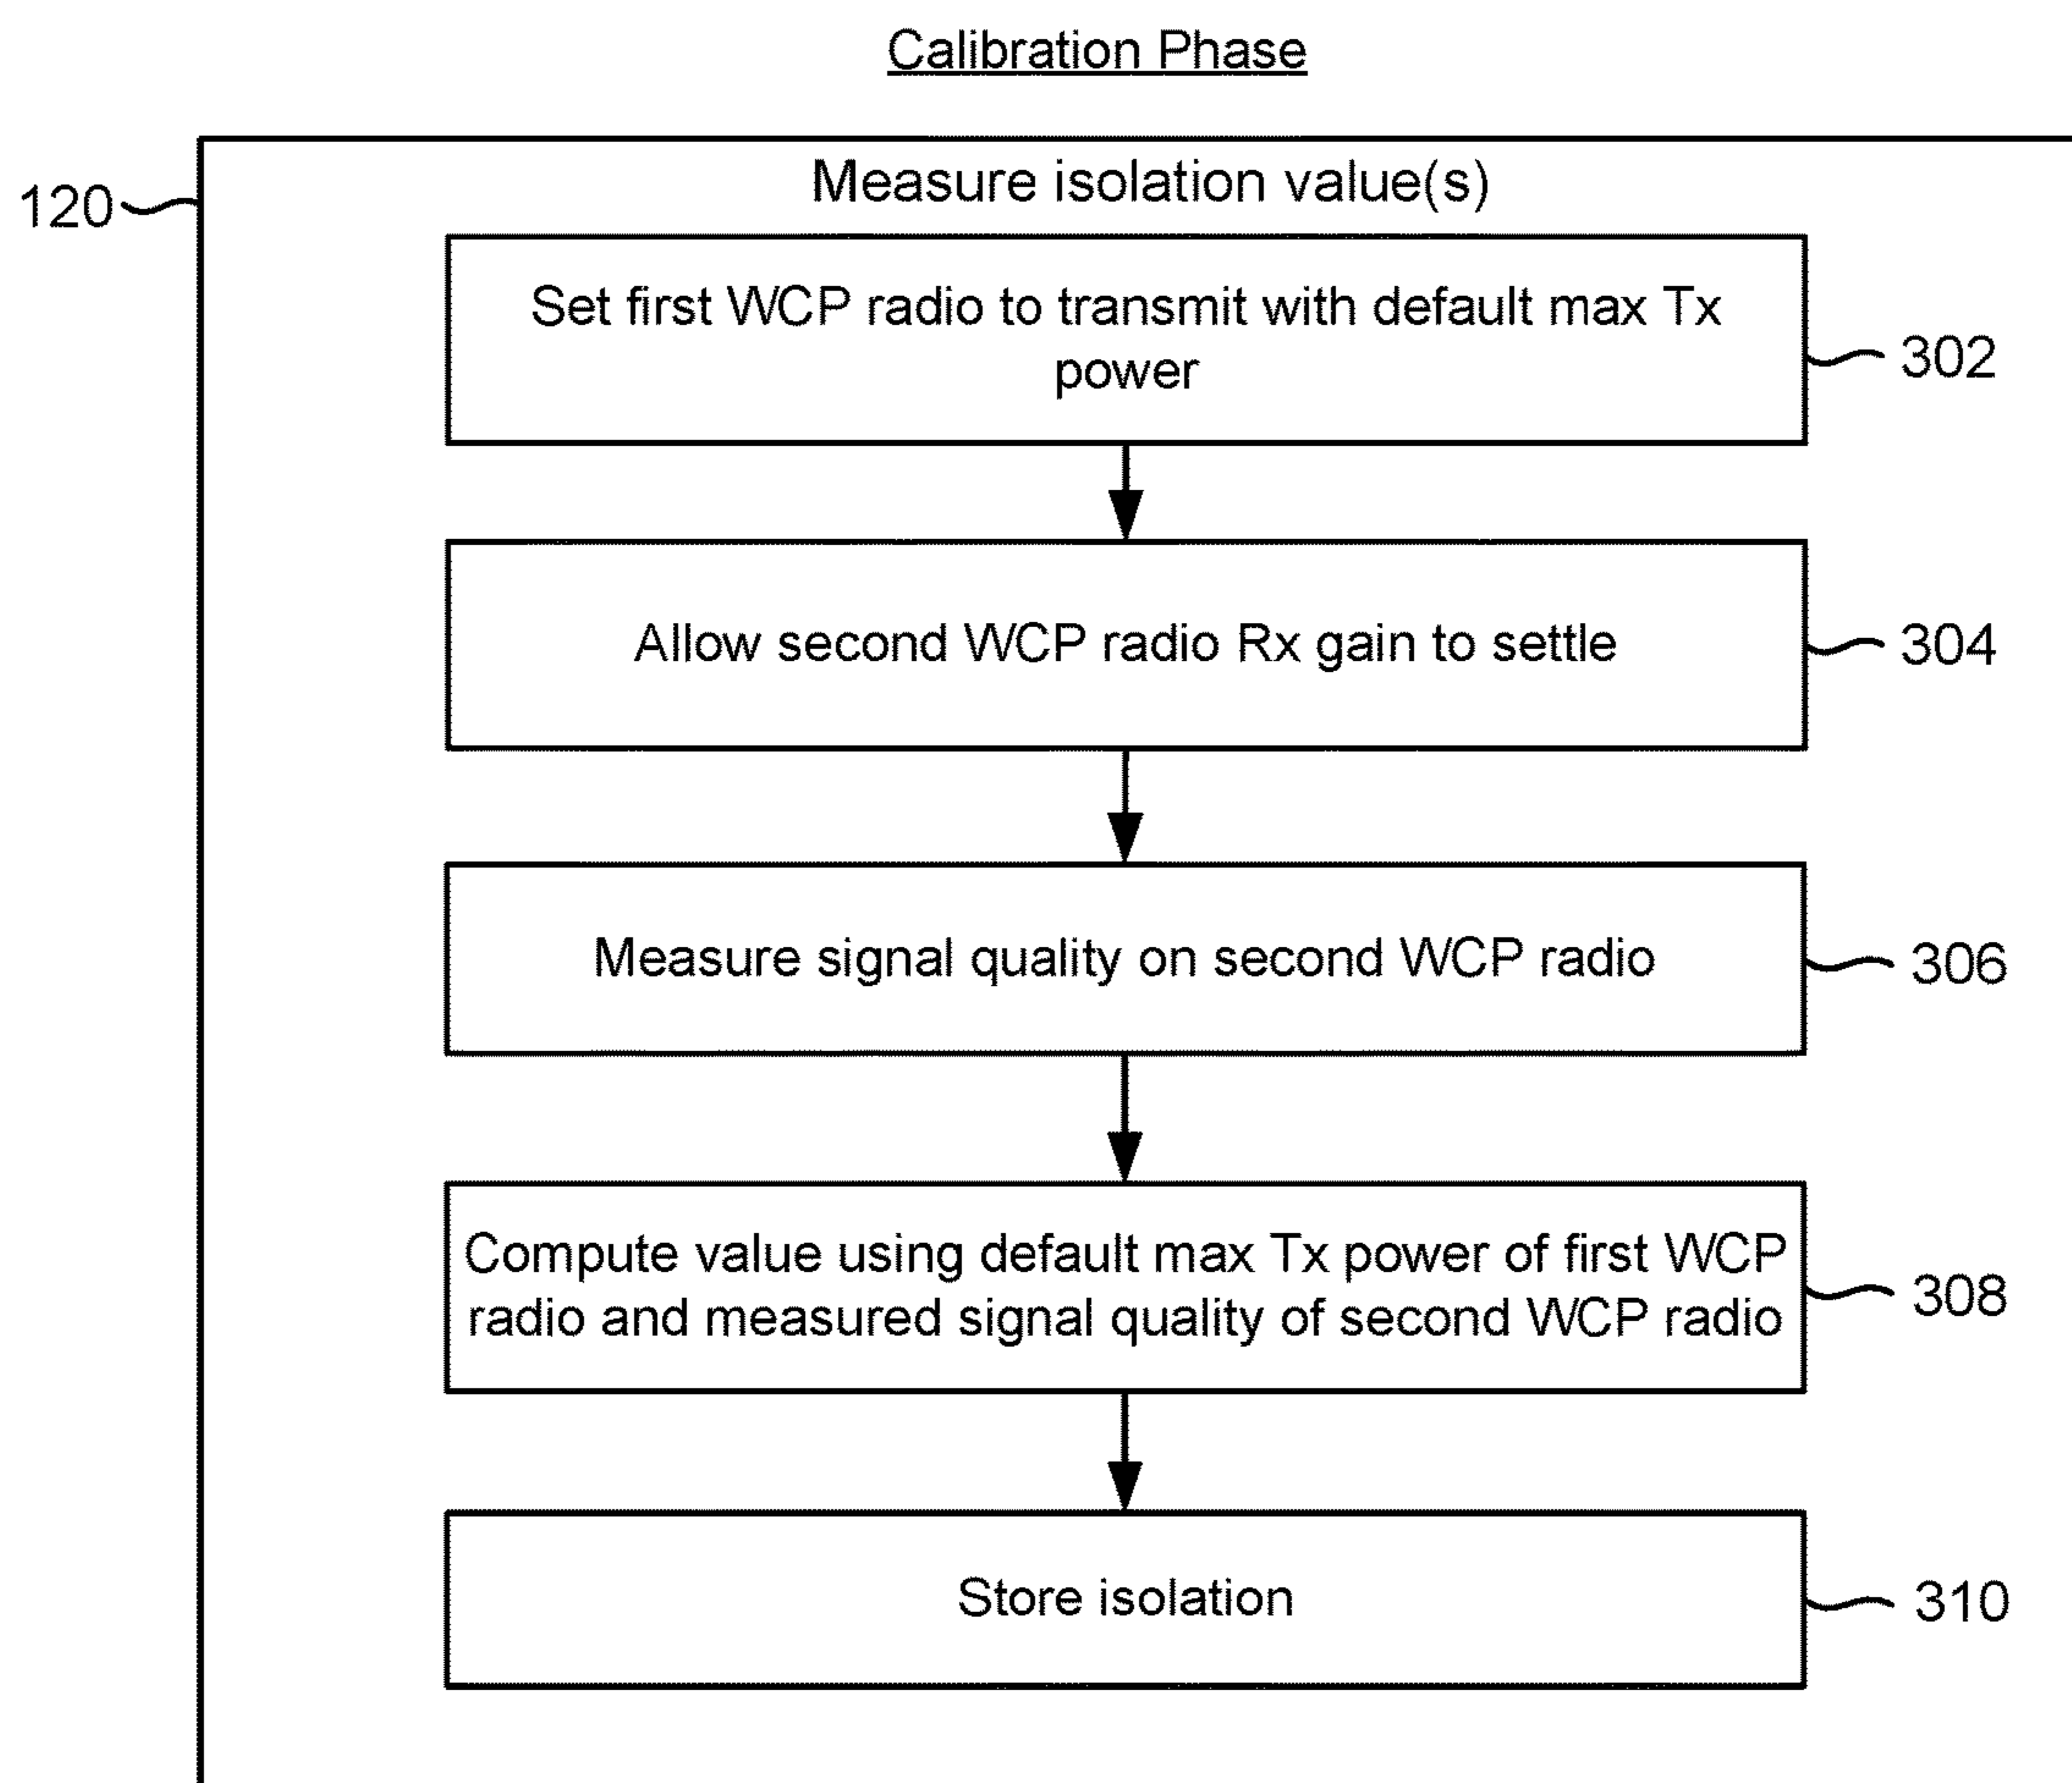 Calibration Phase
120
Measure isolation value(s)
Set first WCP radio to transmit with default max Tx
power
302
Allow second WCP radio Rx gain to settle
304
Measure signal quality on second WCP radio
306
Compute value using default max Tx power of first WCP
radio and measured signal quality of second WCP radio
308
Store isolation
310